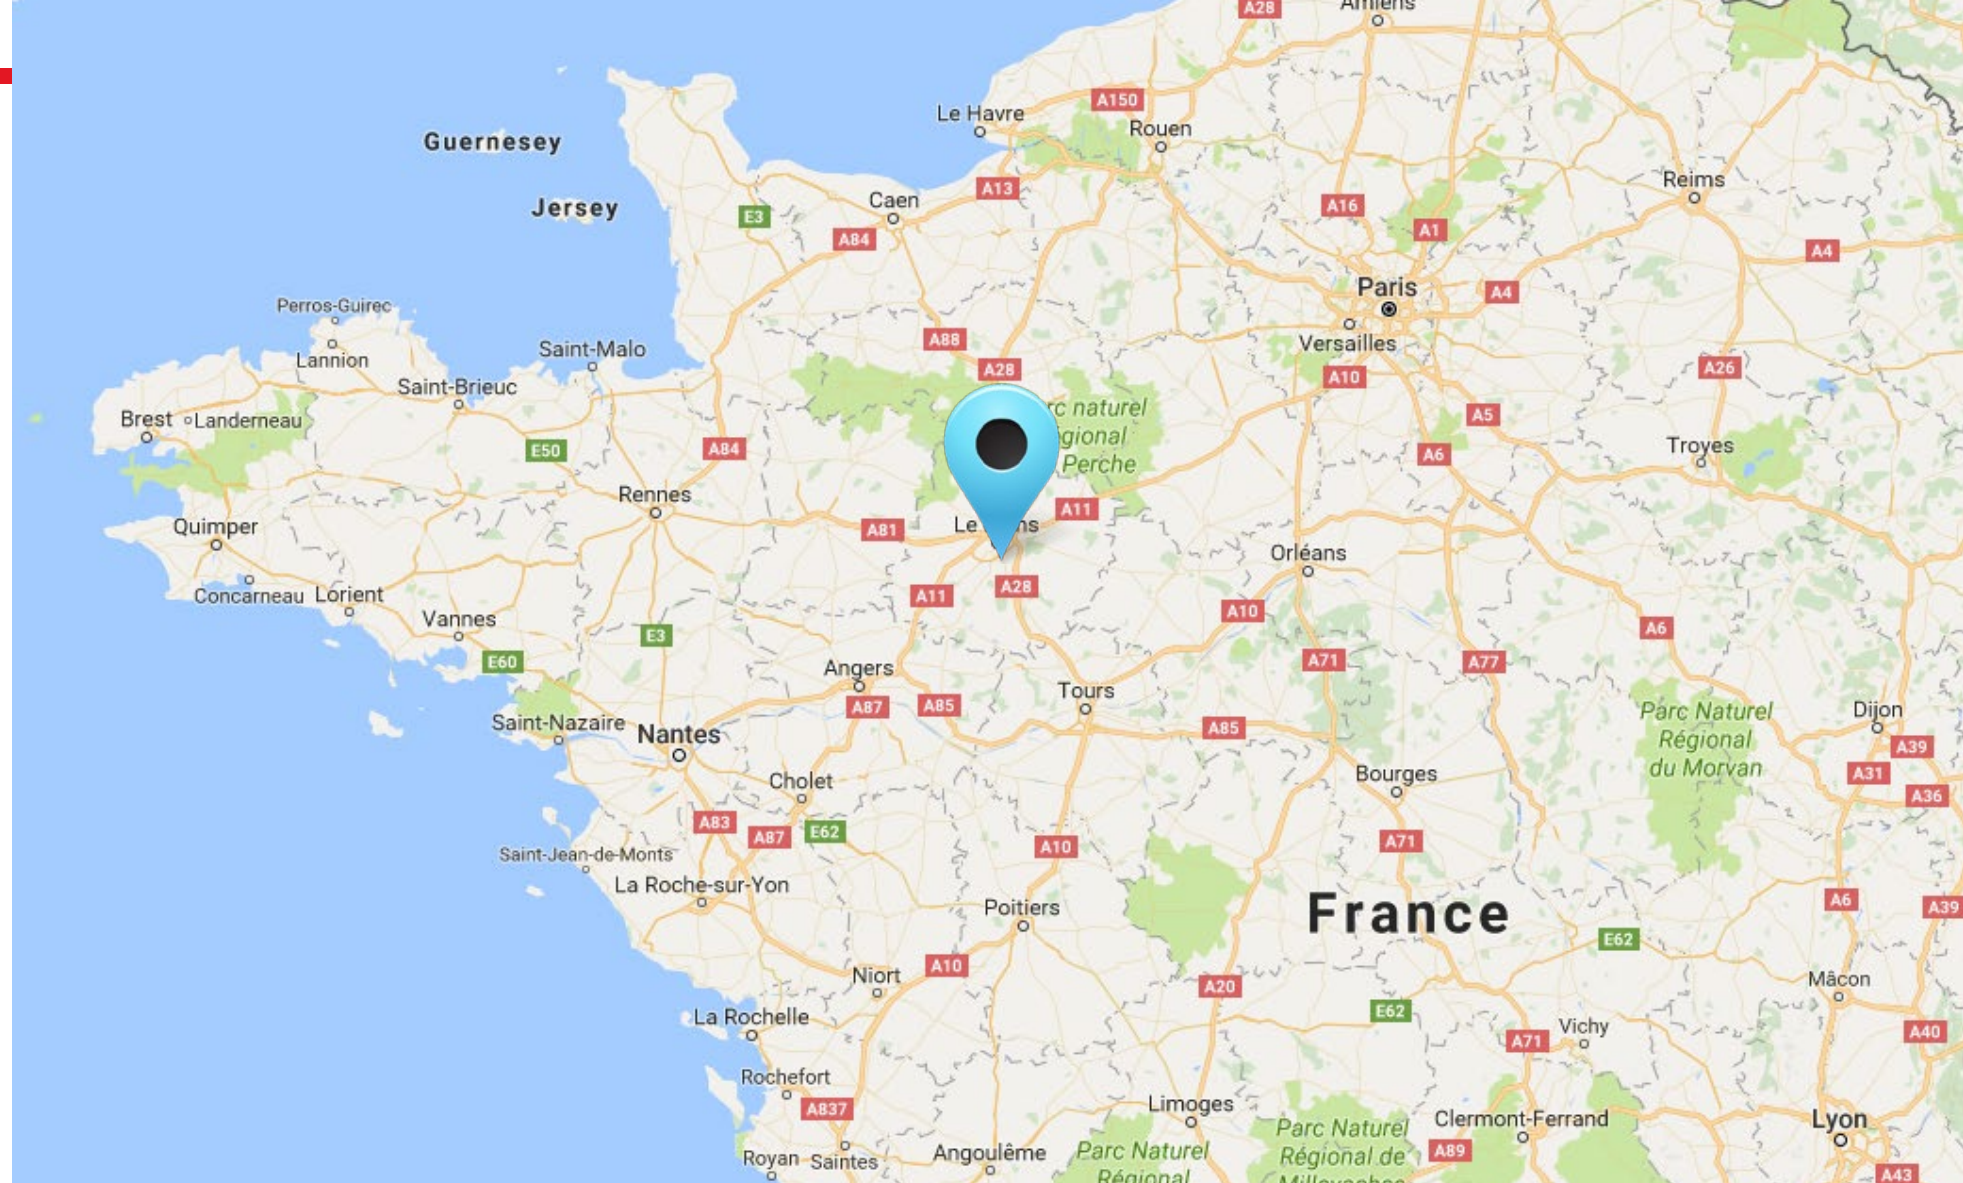 A28
Amiens
Le Havre
A150
Rouen
Guernesey
Reims
A13
Jersey
Caen
E3
A16
A84
A1
A4
Paris
A4
Perros-Guirec
A88
Versailles
Saint-Malo
Lannion
A28
A26
A10
Saint-Brieuc
rc naturel
A5
Brest
Landerneau
gional
E50
A84
A6
Troyes
Perche
Rennes
A11
Quimper
A81
Le
ns
Orléans
A11
A28
Concarneau
Lorient
A10
Vannes
E3
A6
E60
Angers
A71
A77
Tours
A87
A85
Parc Naturel
Régional
du Morvan
Dijon
Saint-Nazaire
Nantes
A85
A39
Cholet
Bourges
A31
A36
A83
A87
E62
A10
A71
Saint-Jean-de-Monts
La Roche-sur-Yon
A6
A39
Poitiers
France
E62
Niort
A10
A20
Mâcon
La Rochelle
E62
Vichy
A71
A40
Rochefort
A837
Limoges
Clermont-Ferrand
Lyon
Parc Naturel
Régional de
Millevaches
A89
Royan
Saintes
Angoulême
Parc Naturel
Régional
A43